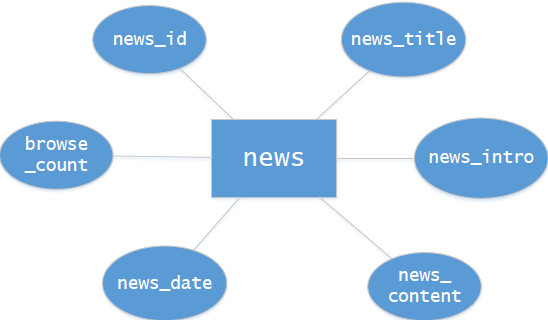 news_id
news_title
browse
_count
news
news_intro
news_date
news_
content